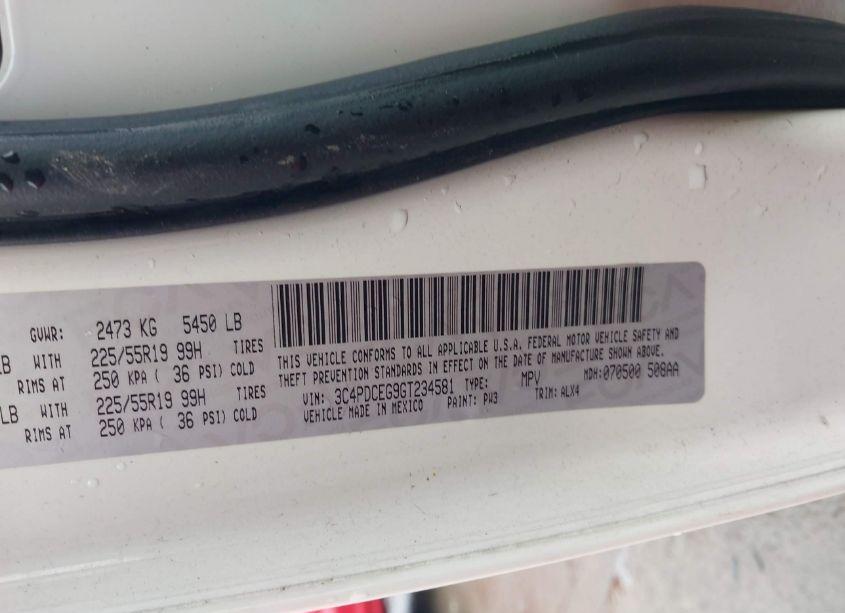 GVWR: 2473 KG 5450 LB
LB WITH 225/55R19 99H TIRES
RIMS AT 250 KPA ( 36 PSI) COLD
LB WITH 225/55R19 99H TIRES
RIMS AT 250 KPA ( 36 PSI) COLD
THIS VEHICLE CONFORMS TO ALL APPLICABLE U.S.A. FEDERAL MOTOR VEHICLE SAFETY AND
THEFT PREVENTION STANDARDS IN EFFECT ON THE DATE OF MANUFACTURE SHOWN ABOVE.
VIN: 3C4PDCEG9GT234581 TYPE: MPV MDH: 070500 508AA
VEHICLE MADE IN MEXICO PAINT: PW3 TRIM: ALX4